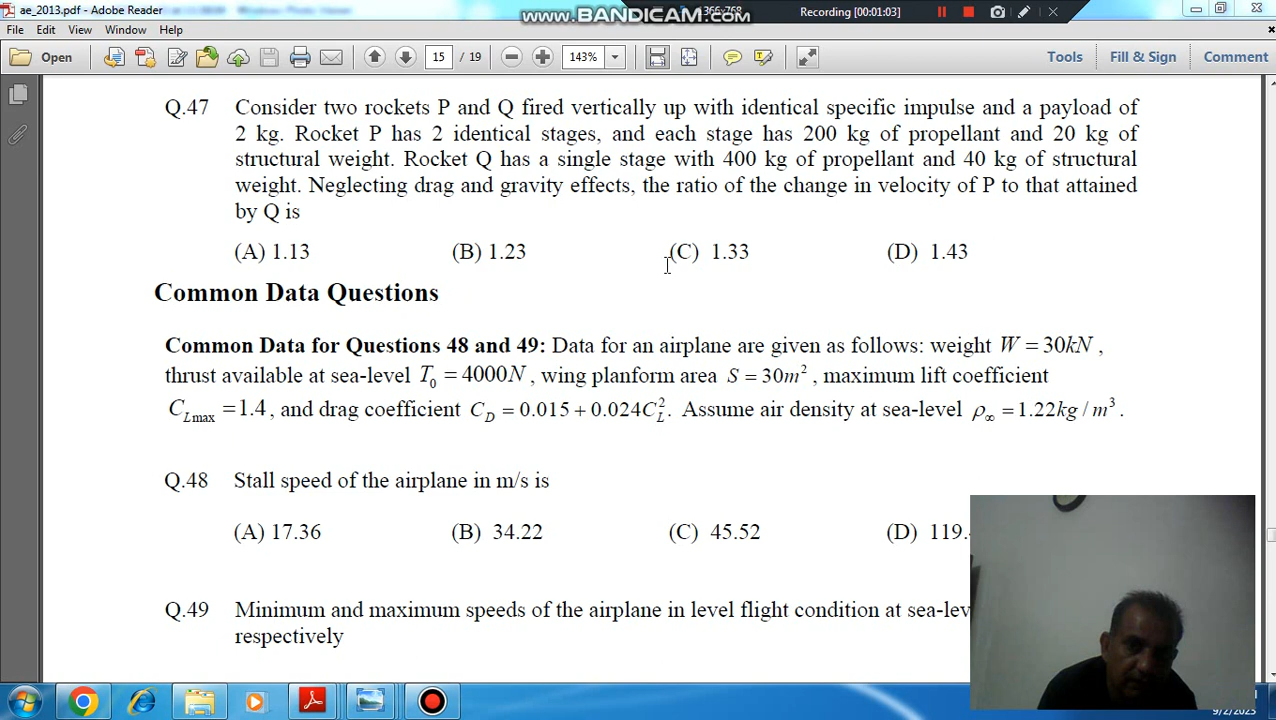 ae_2013.pdf - Adobe Reader
www.BANDICAM.com
Recording [00:01:03]
File Edit View Window Help
Open 15 / 19 143% Tools Fill & Sign Comment
Q.47 Consider two rockets P and Q fired vertically up with identical specific impulse and a payload of
2 kg. Rocket P has 2 identical stages, and each stage has 200 kg of propellant and 20 kg of
structural weight. Rocket Q has a single stage with 400 kg of propellant and 40 kg of structural
weight. Neglecting drag and gravity effects, the ratio of the change in velocity of P to that attained
by Q is
(A) 1.13 (B) 1.23 (C) 1.33 (D) 1.43
Common Data Questions
Common Data for Questions 48 and 49: Data for an airplane are given as follows: weight W = 30kN ,
thrust available at sea-level T₀ = 4000N , wing planform area S = 30m² , maximum lift coefficient
C_Lmax = 1.4 , and drag coefficient C_D = 0.015 + 0.024C_L². Assume air density at sea-level ρ∞ = 1.22kg / m³ .
Q.48 Stall speed of the airplane in m/s is
(A) 17.36 (B) 34.22 (C) 45.52 (D) 119.
Q.49 Minimum and maximum speeds of the airplane in level flight condition at sea-lev
respectively
9/2/2023